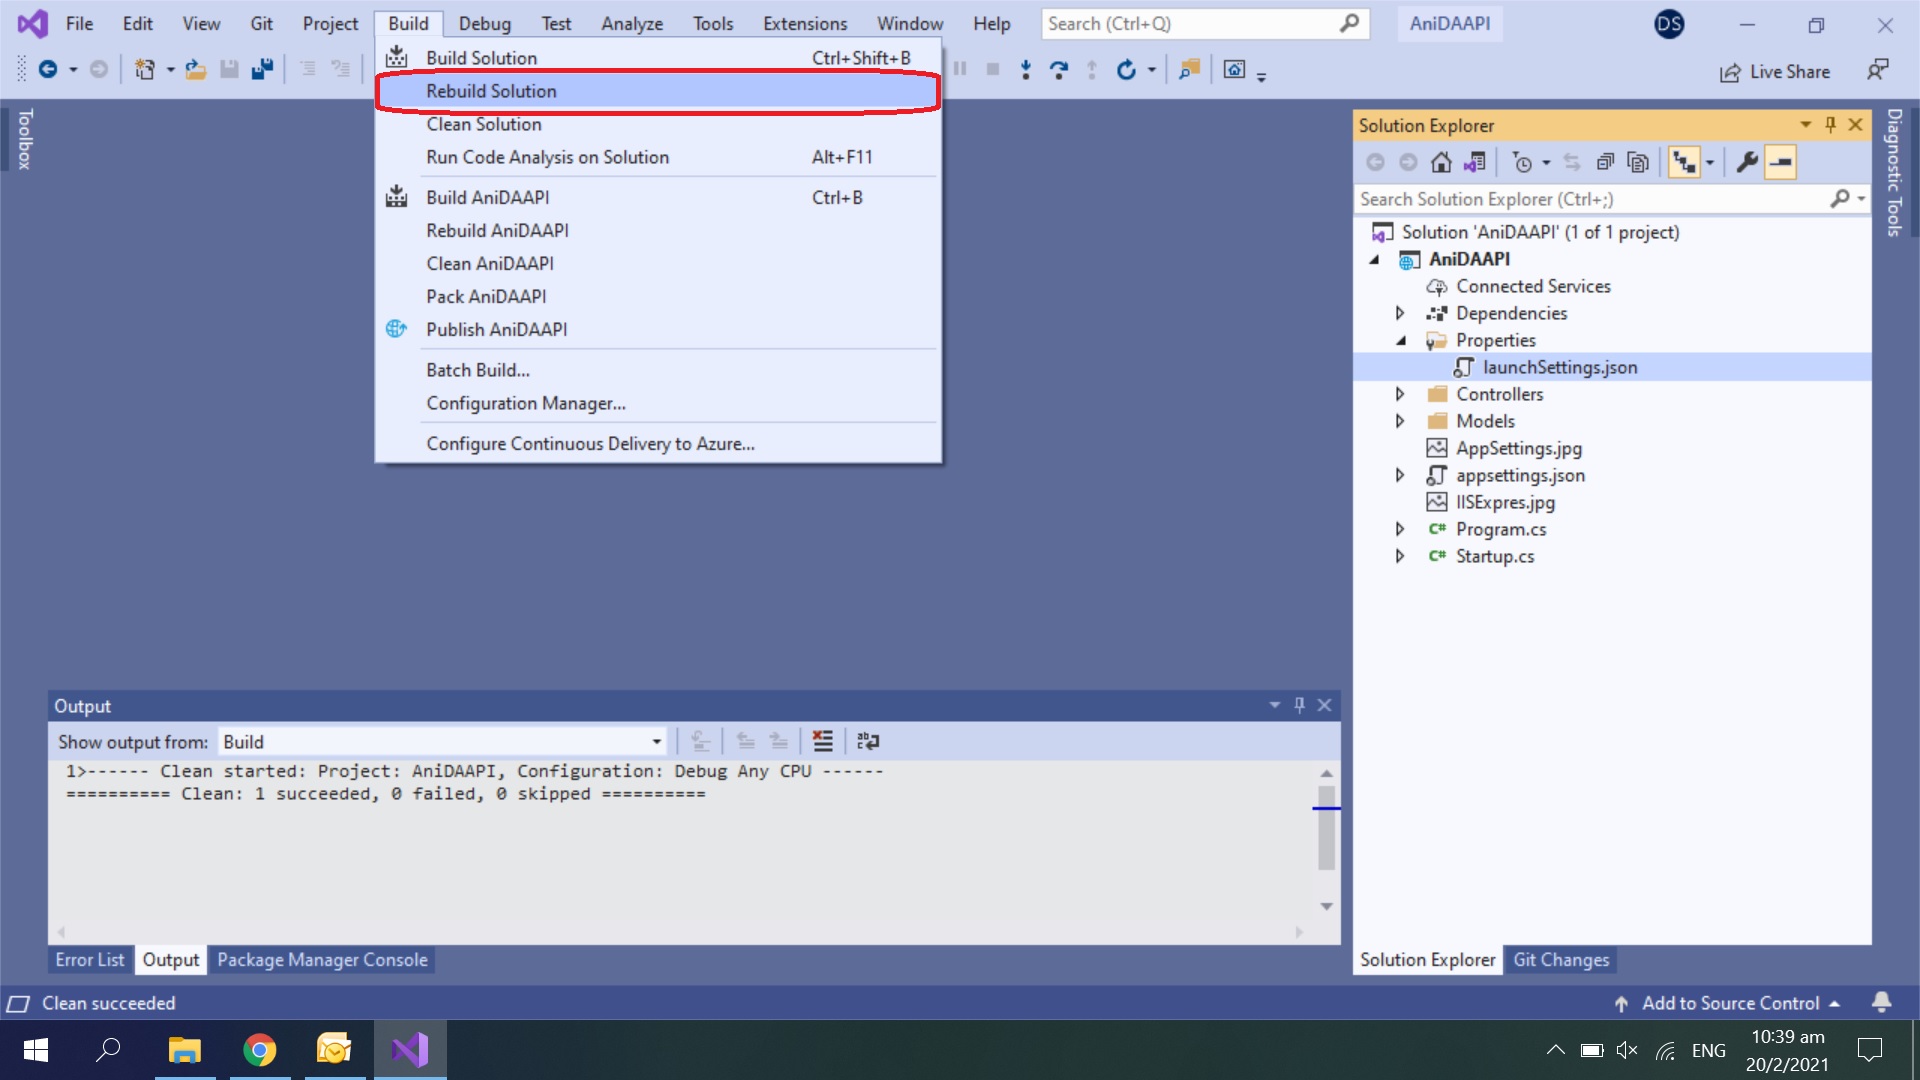 File Edit View Git Project Build Debug Test Analyze Tools Extensions Window Help Search (Ctrl+Q) AniDAAPI DS
Live Share
Build Solution Ctrl+Shift+B
Rebuild Solution
Clean Solution
Run Code Analysis on Solution Alt+F11
Build AniDAAPI Ctrl+B
Rebuild AniDAAPI
Clean AniDAAPI
Pack AniDAAPI
Publish AniDAAPI
Batch Build...
Configuration Manager...
Configure Continuous Delivery to Azure...
Toolbox
Solution Explorer
Search Solution Explorer (Ctrl+;)
Solution 'AniDAAPI' (1 of 1 project)
AniDAAPI
Connected Services
Dependencies
Properties
launchSettings.json
Controllers
Models
AppSettings.jpg
appsettings.json
IISExpres.jpg
C# Program.cs
C# Startup.cs
Diagnostic Tools
Output
Show output from: Build
1>------ Clean started: Project: AniDAAPI, Configuration: Debug Any CPU ------
========== Clean: 1 succeeded, 0 failed, 0 skipped ==========
Error List Output Package Manager Console
Solution Explorer Git Changes
Clean succeeded
Add to Source Control
ENG
10:39 am
20/2/2021